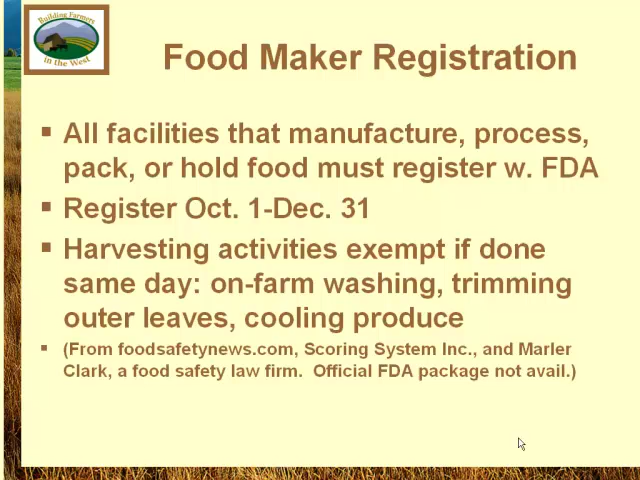 Building Farmers
in the West
Food Maker Registration
All facilities that manufacture, process,
pack, or hold food must register w. FDA
Register Oct. 1-Dec. 31
Harvesting activities exempt if done
same day: on-farm washing, trimming
outer leaves, cooling produce
(From foodsafetynews.com, Scoring System Inc., and Marler
Clark, a food safety law firm.  Official FDA package not avail.)